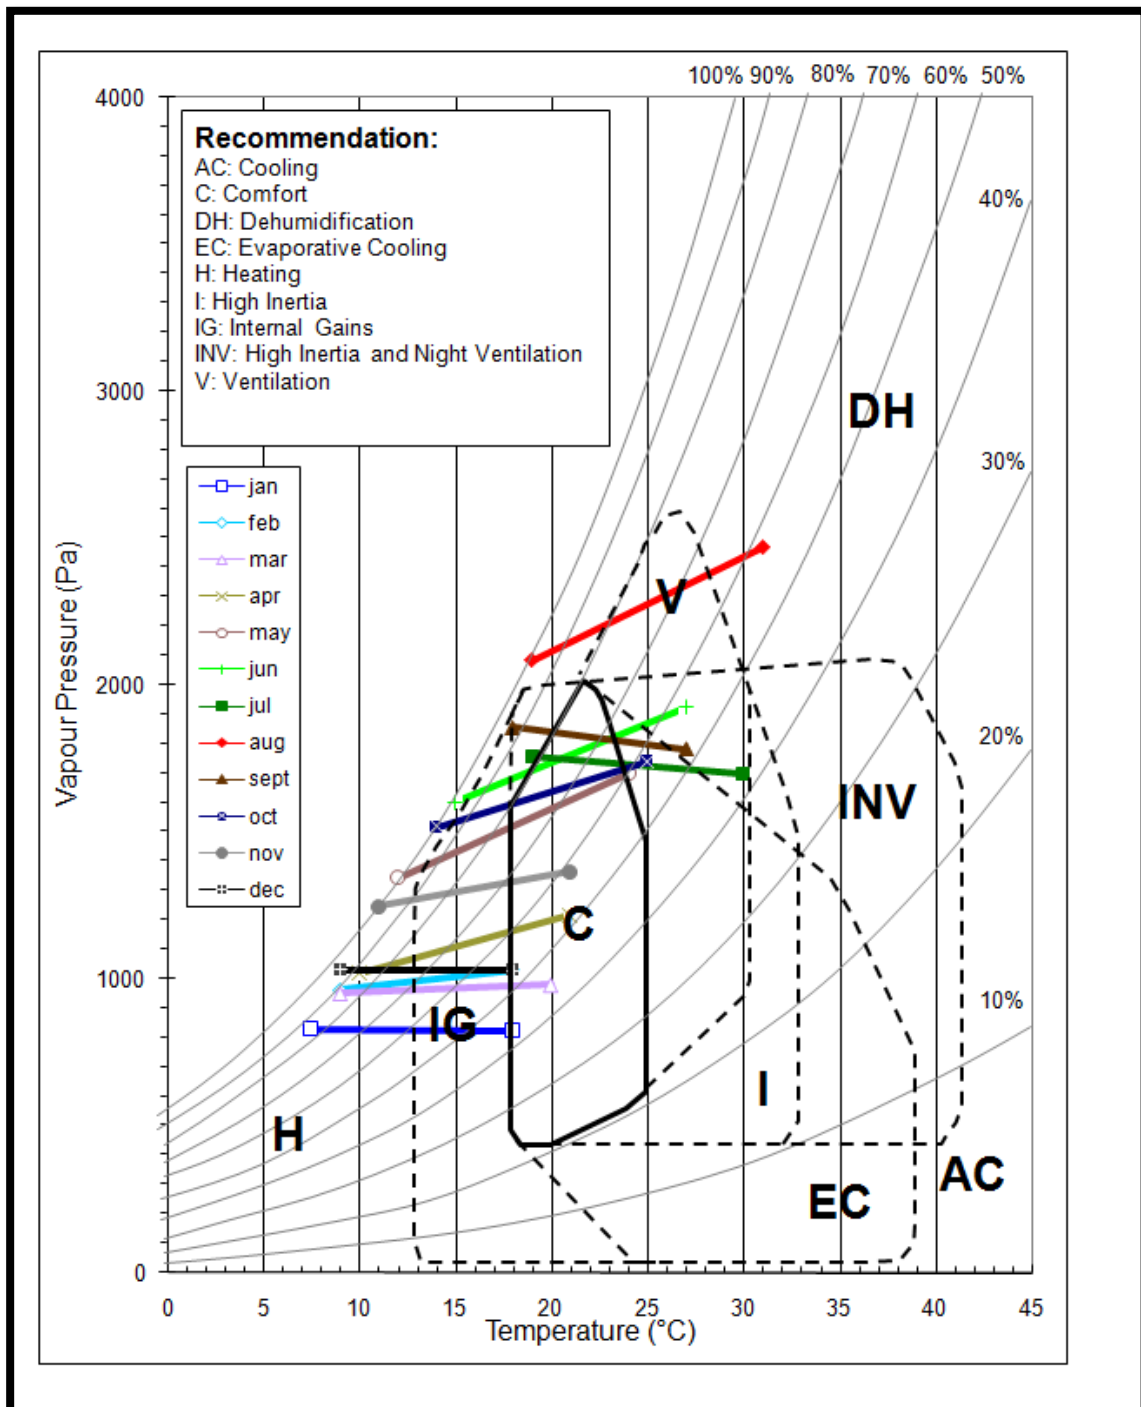 100% 90% 80% 70% 60% 50%
4000
Recommendation:
AC: Cooling
C: Comfort
DH: Dehumidification
EC: Evaporative Cooling
H: Heating
I: High Inertia
IG: Internal Gains
INV: High Inertia and Night Ventilation
V: Ventilation
40%
3000
DH
30%
jan
feb
mar
apr
may
jun
jul
aug
sept
oct
nov
dec
Vapour Pressure (Pa)
V
2000
20%
INV
C
1000
10%
IG
I
H
AC
EC
0
0 5 10 15 20 25 30 35 40 45
Temperature (°C)